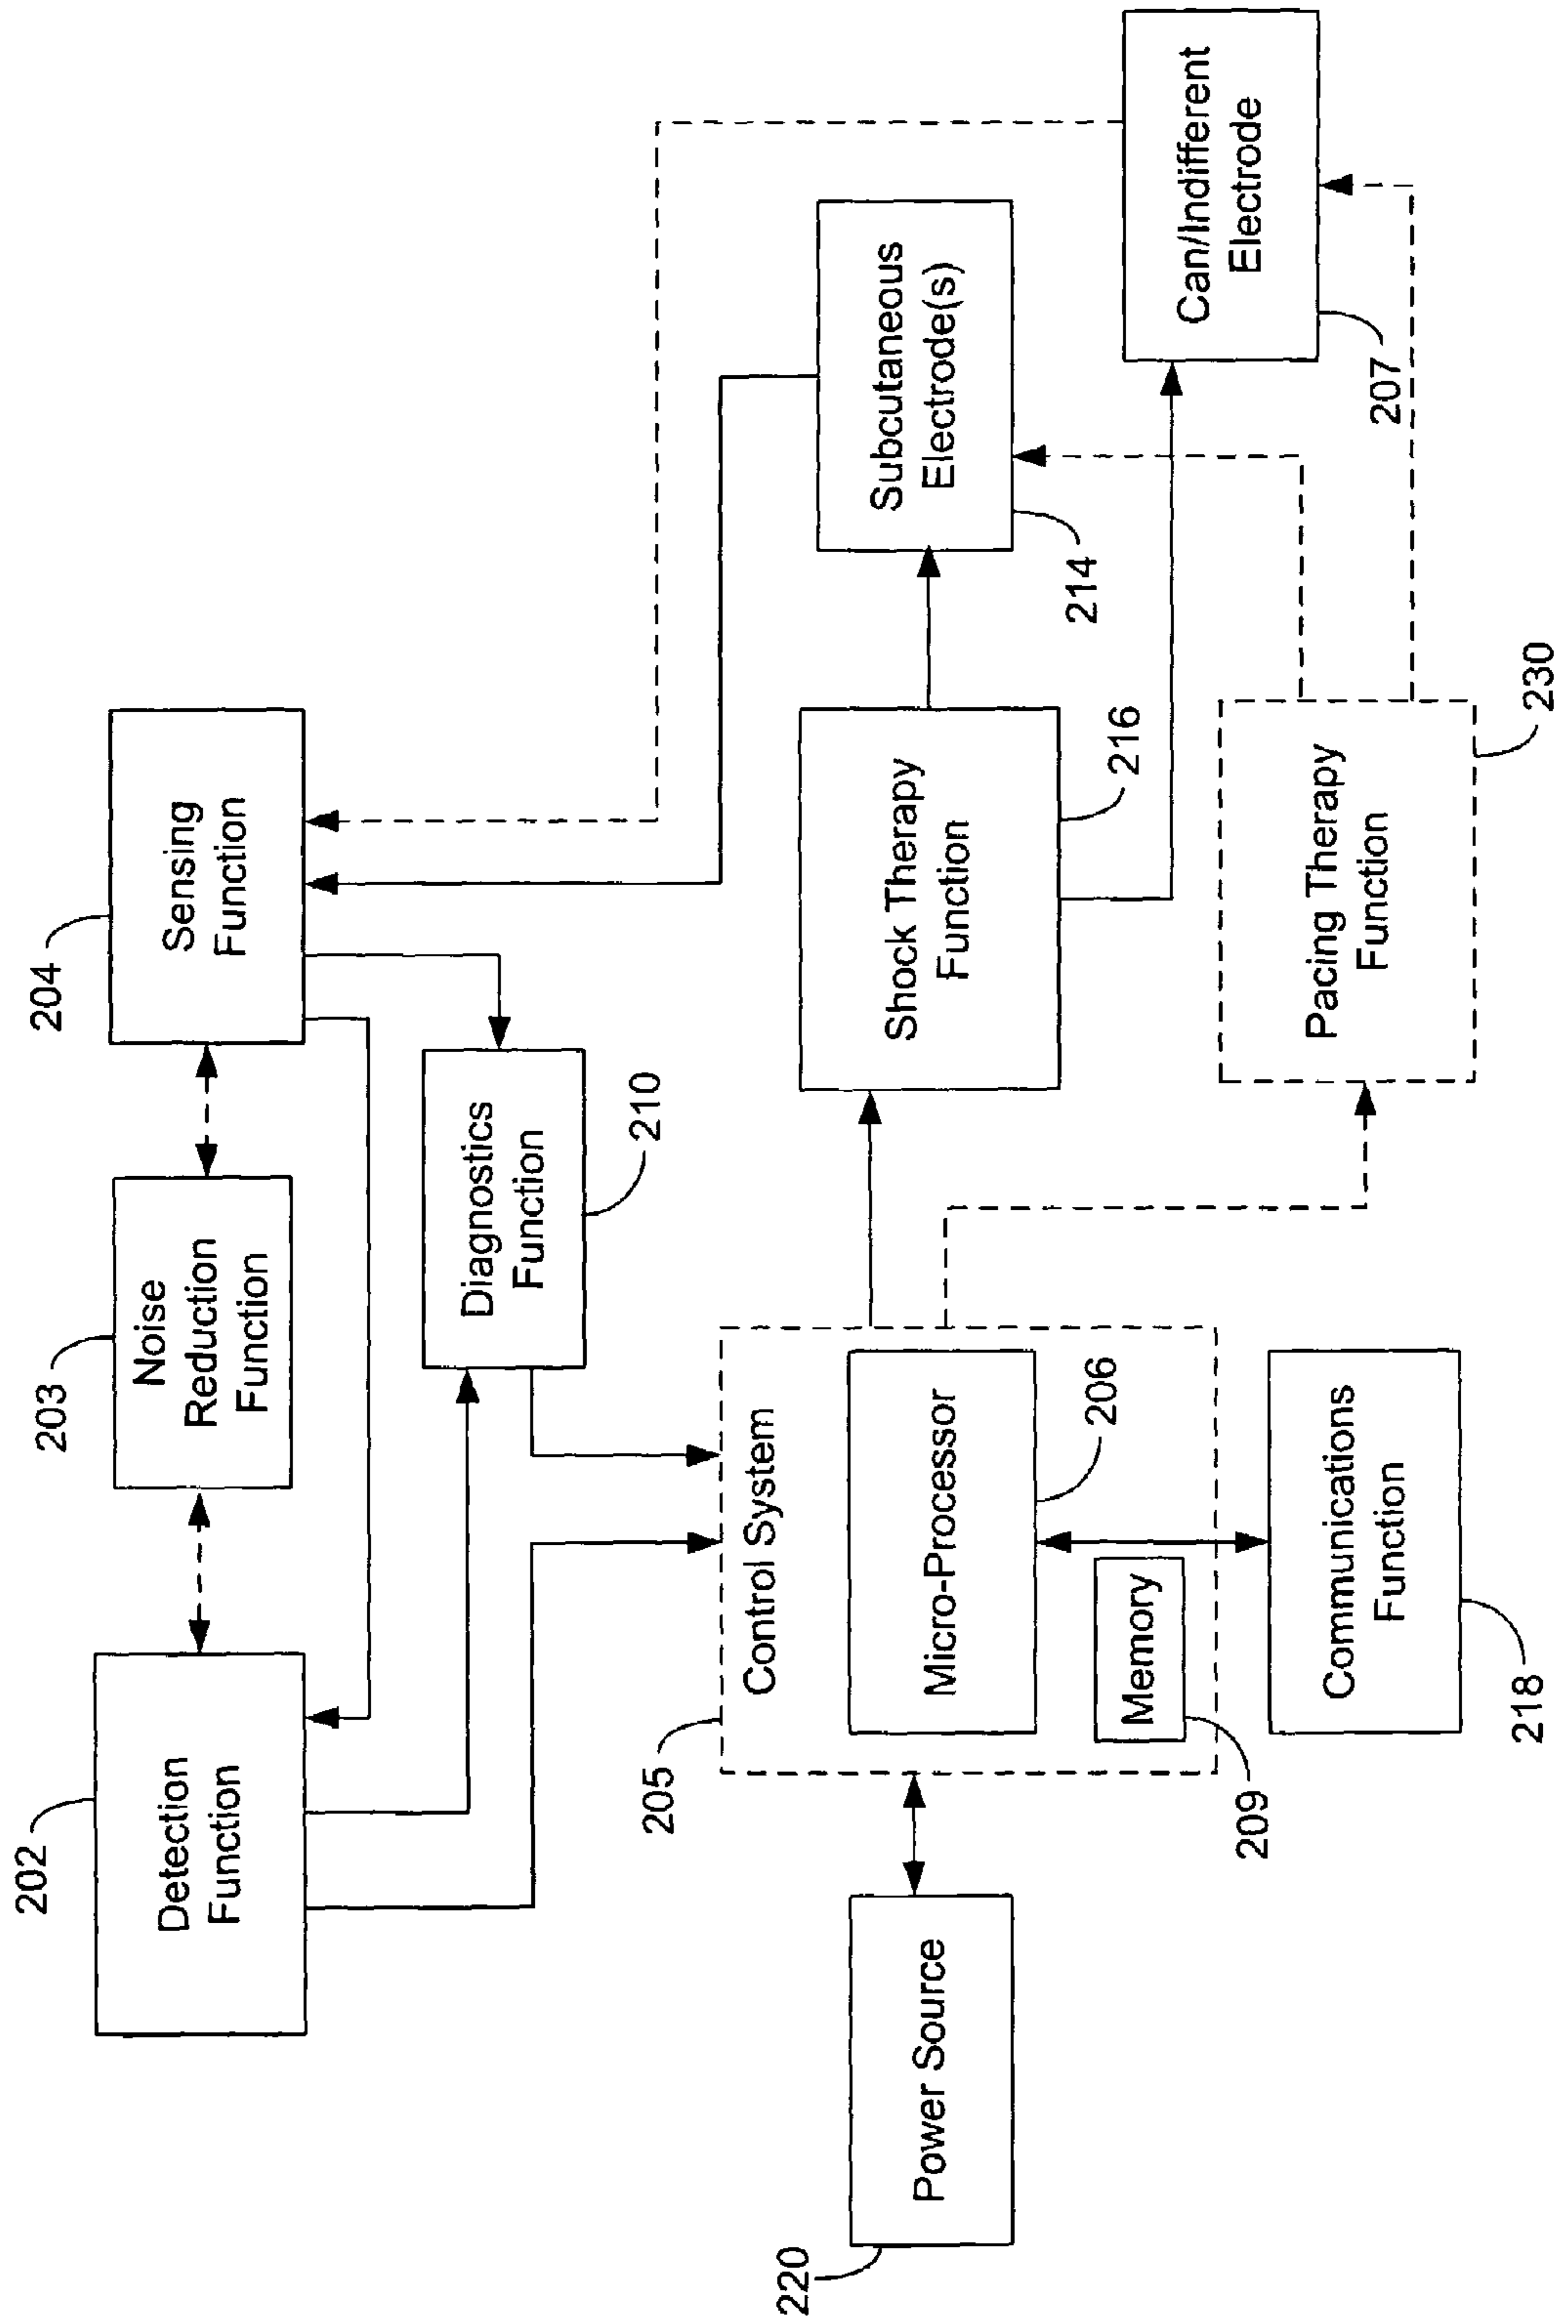 202
Detection
Function
203
Noise
Reduction
Function
204
Sensing
Function
Diagnostics
Function
210
205
Control System
Micro-Processor
206
Memory
209
220
Power Source
Communications
Function
218
Shock Therapy
Function
216
Subcutaneous
Electrode(s)
214
Can/Indifferent
Electrode
207
Pacing Therapy
Function
230